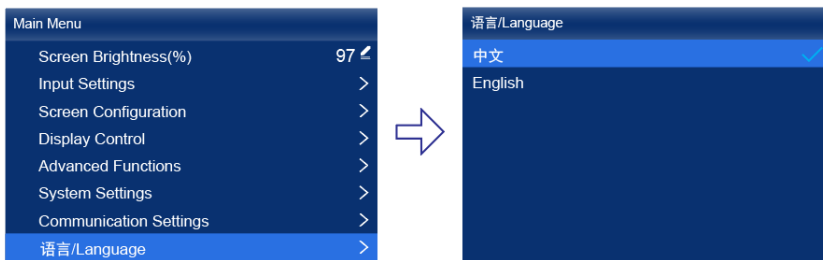 Main Menu
Screen Brightness(%) 97
Input Settings
Screen Configuration
Display Control
Advanced Functions
System Settings
Communication Settings
语言/Language
语言/Language
中文
English